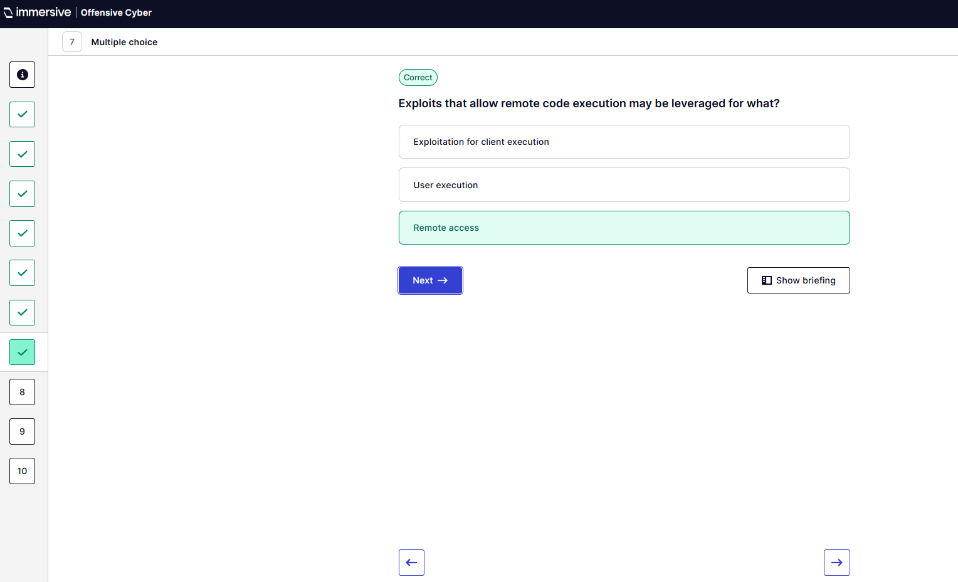 immersive | Offensive Cyber
7 Multiple choice
Correct
Exploits that allow remote code execution may be leveraged for what?
Exploitation for client execution
User execution
Remote access
Next →
Show briefing
8
9
10
← →